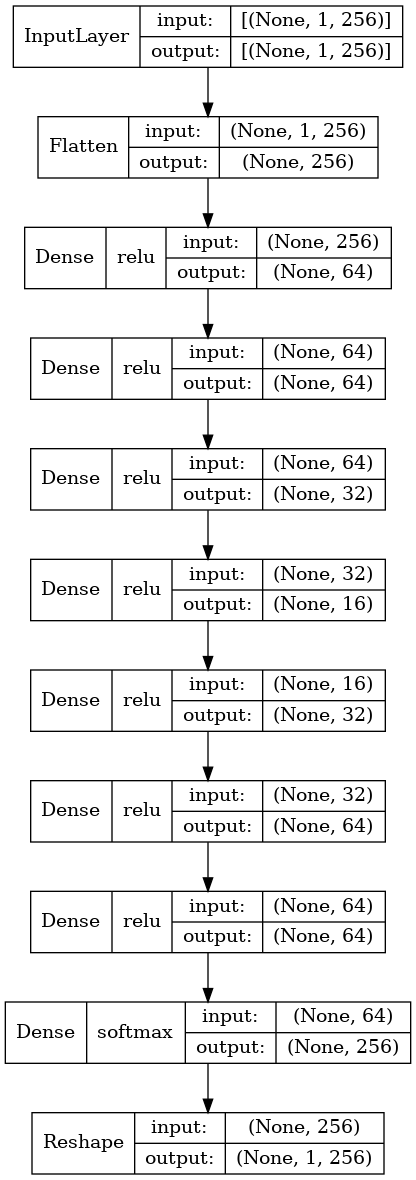 InputLayer input: [(None, 1, 256)]
output: [(None, 1, 256)]
Flatten input: (None, 1, 256)
output: (None, 256)
Dense relu input: (None, 256)
output: (None, 64)
Dense relu input: (None, 64)
output: (None, 64)
Dense relu input: (None, 64)
output: (None, 32)
Dense relu input: (None, 32)
output: (None, 16)
Dense relu input: (None, 16)
output: (None, 32)
Dense relu input: (None, 32)
output: (None, 64)
Dense relu input: (None, 64)
output: (None, 64)
Dense softmax input: (None, 64)
output: (None, 256)
Reshape input: (None, 256)
output: (None, 1, 256)